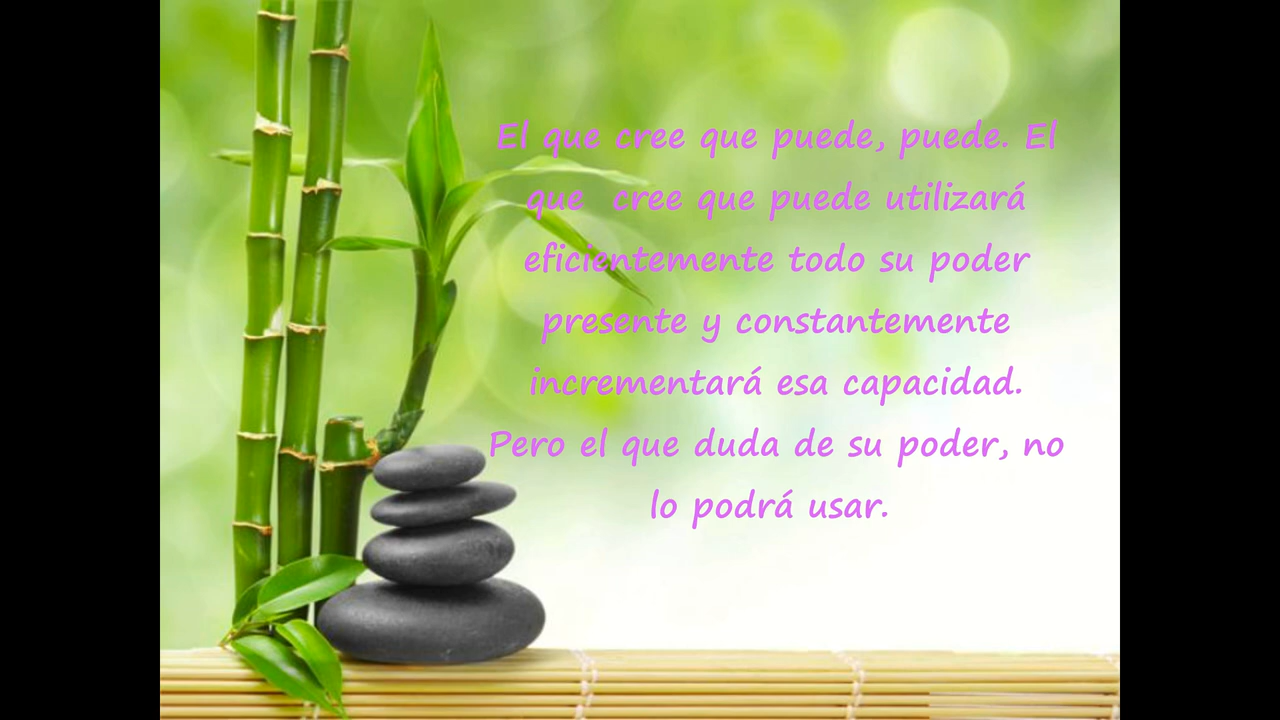 El que cree que puede, puede. El
que  cree que puede utilizará
eficientemente todo su poder
presente y constantemente
incrementará esa capacidad.
Pero el que duda de su poder, no
lo podrá usar.